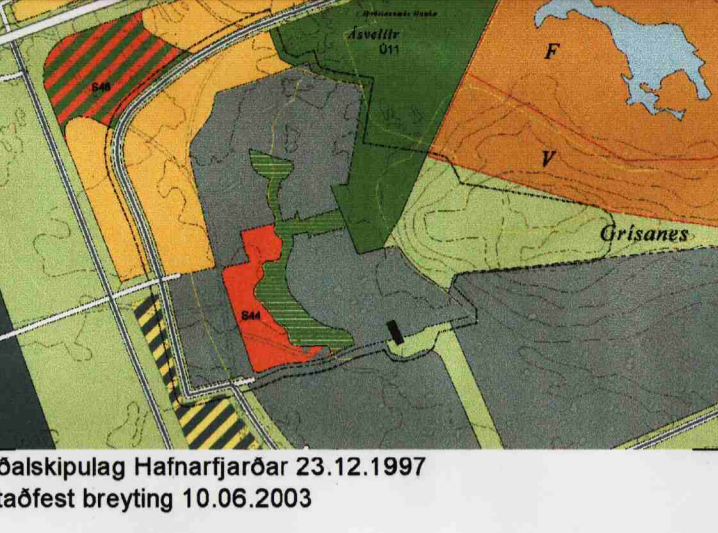 Ásvellir
Ú11
S46
F
V
Grísanes
S44
ðalskipulag Hafnarfjarðar 23.12.1997
taðfest breyting 10.06.2003